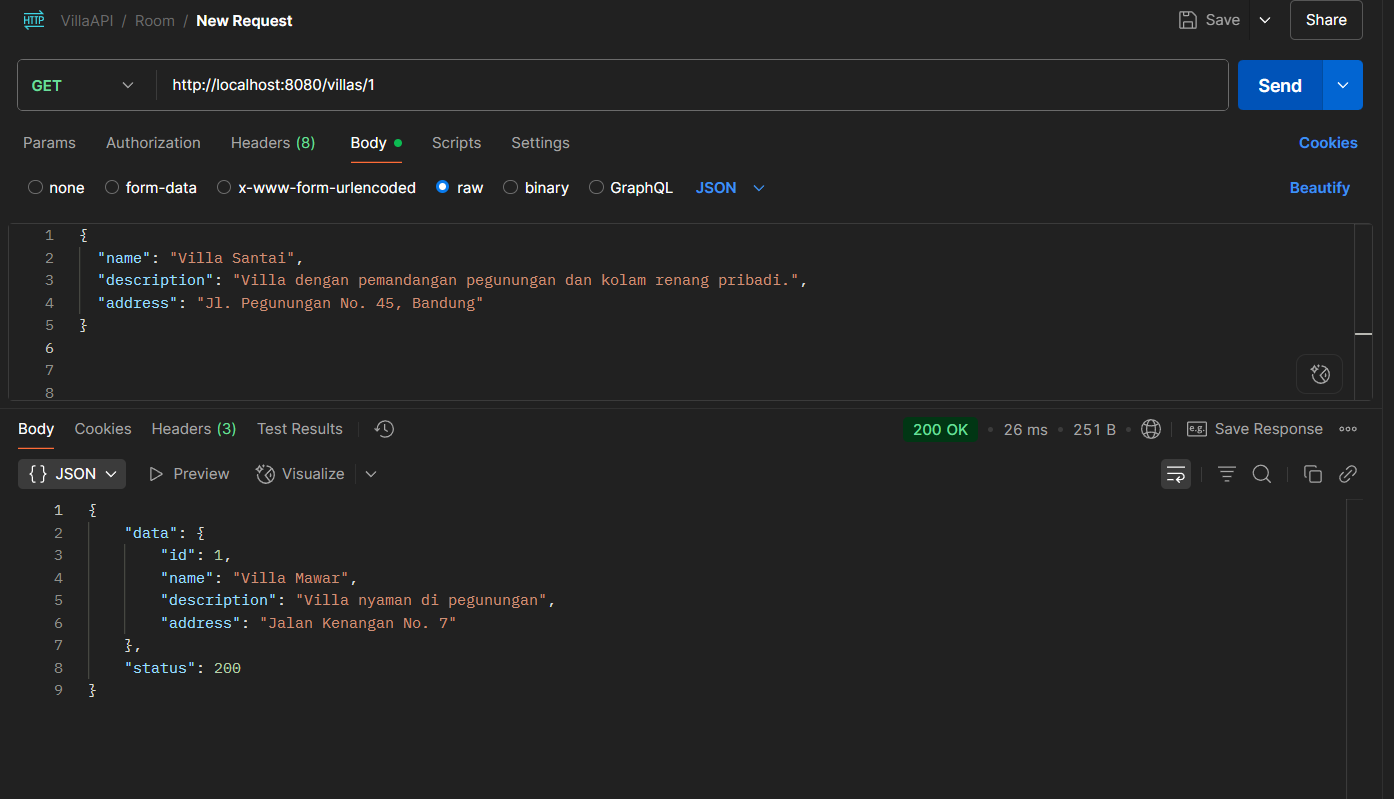 HTTP VillaAPI / Room / New Request Save Share
GET http://localhost:8080/villas/1 Send
Params Authorization Headers (8) Body Scripts Settings Cookies
none form-data x-www-form-urlencoded raw binary GraphQL JSON Beautify
1 {
2 "name": "Villa Santai",
3 "description": "Villa dengan pemandangan pegunungan dan kolam renang pribadi.",
4 "address": "Jl. Pegunungan No. 45, Bandung"
5 }
6
7
8
Body Cookies Headers (3) Test Results 200 OK • 26 ms • 251 B • e.g. Save Response
{} JSON Preview Visualize
1 {
2 "data": {
3 "id": 1,
4 "name": "Villa Mawar",
5 "description": "Villa nyaman di pegunungan",
6 "address": "Jalan Kenangan No. 7"
7 },
8 "status": 200
9 }